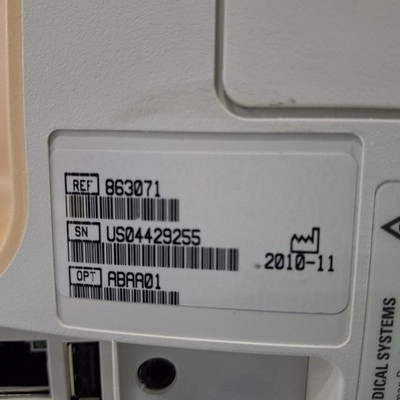 REF 863071
SN US04429255
2010-11
OPT ABAA01
DICAL SYSTEMS